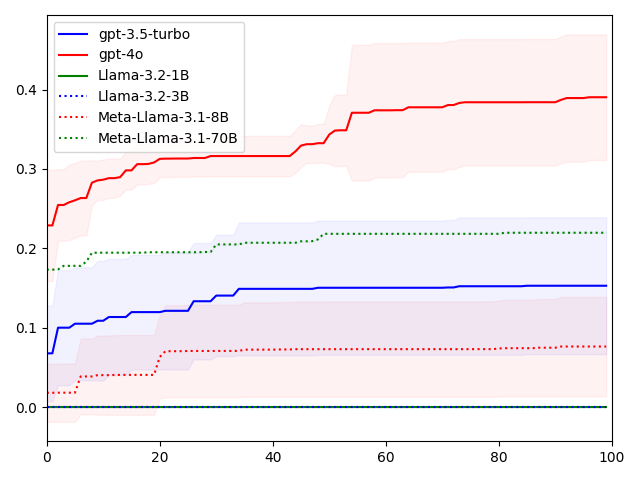 gpt-3.5-turbo
gpt-4o
Llama-3.2-1B
Llama-3.2-3B
Meta-Llama-3.1-8B
Meta-Llama-3.1-70B
0.4
0.3
0.2
0.1
0.0
0 20 40 60 80 100